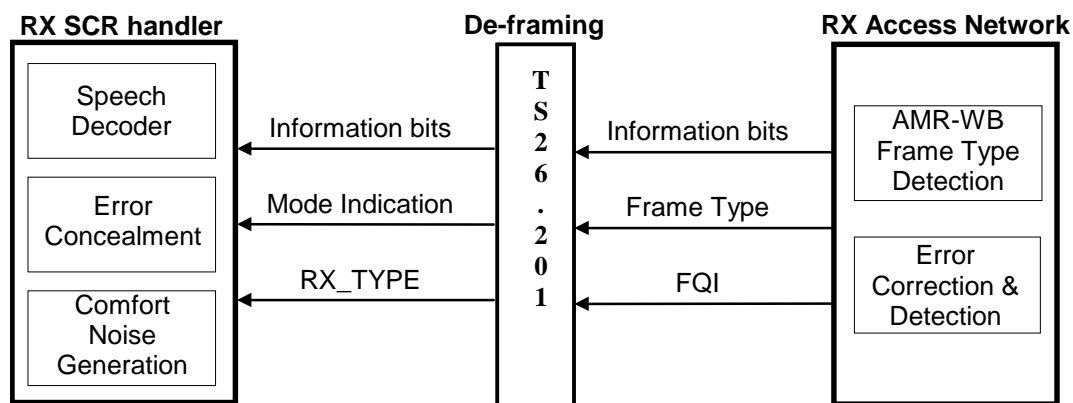 RX SCR handler
De-framing
RX Access Network
Speech
Decoder
Error
Concealment
Comfort
Noise
Generation
Information bits
Mode Indication
RX_TYPE
T
S
2
6
.
2
0
1
Information bits
Frame Type
FQI
AMR-WB
Frame Type
Detection
Error
Correction &
Detection